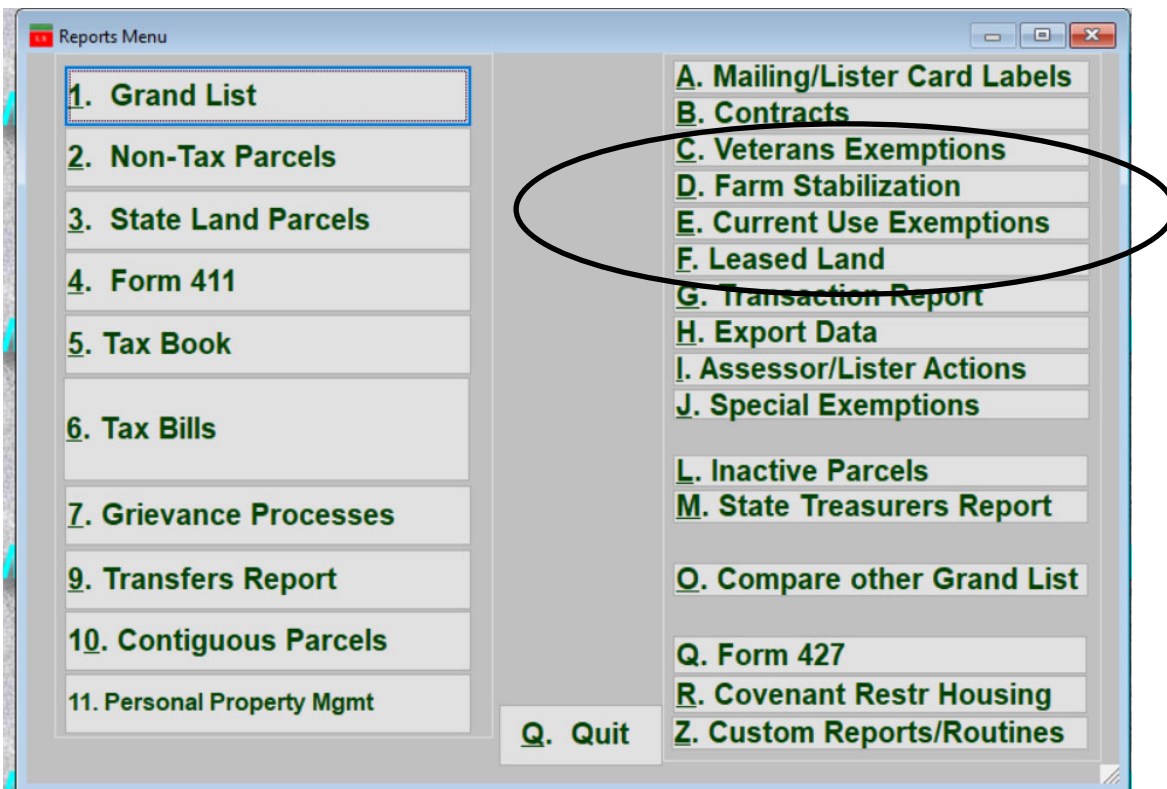 Reports Menu
1. Grand List
2. Non-Tax Parcels
3. State Land Parcels
4. Form 411
5. Tax Book
6. Tax Bills
7. Grievance Processes
9. Transfers Report
10. Contiguous Parcels
11. Personal Property Mgmt
Q. Quit
A. Mailing/Lister Card Labels
B. Contracts
C. Veterans Exemptions
D. Farm Stabilization
E. Current Use Exemptions
F. Leased Land
G. Transaction Report
H. Export Data
I. Assessor/Lister Actions
J. Special Exemptions
L. Inactive Parcels
M. State Treasurers Report
O. Compare other Grand List
Q. Form 427
R. Covenant Restr Housing
Z. Custom Reports/Routines